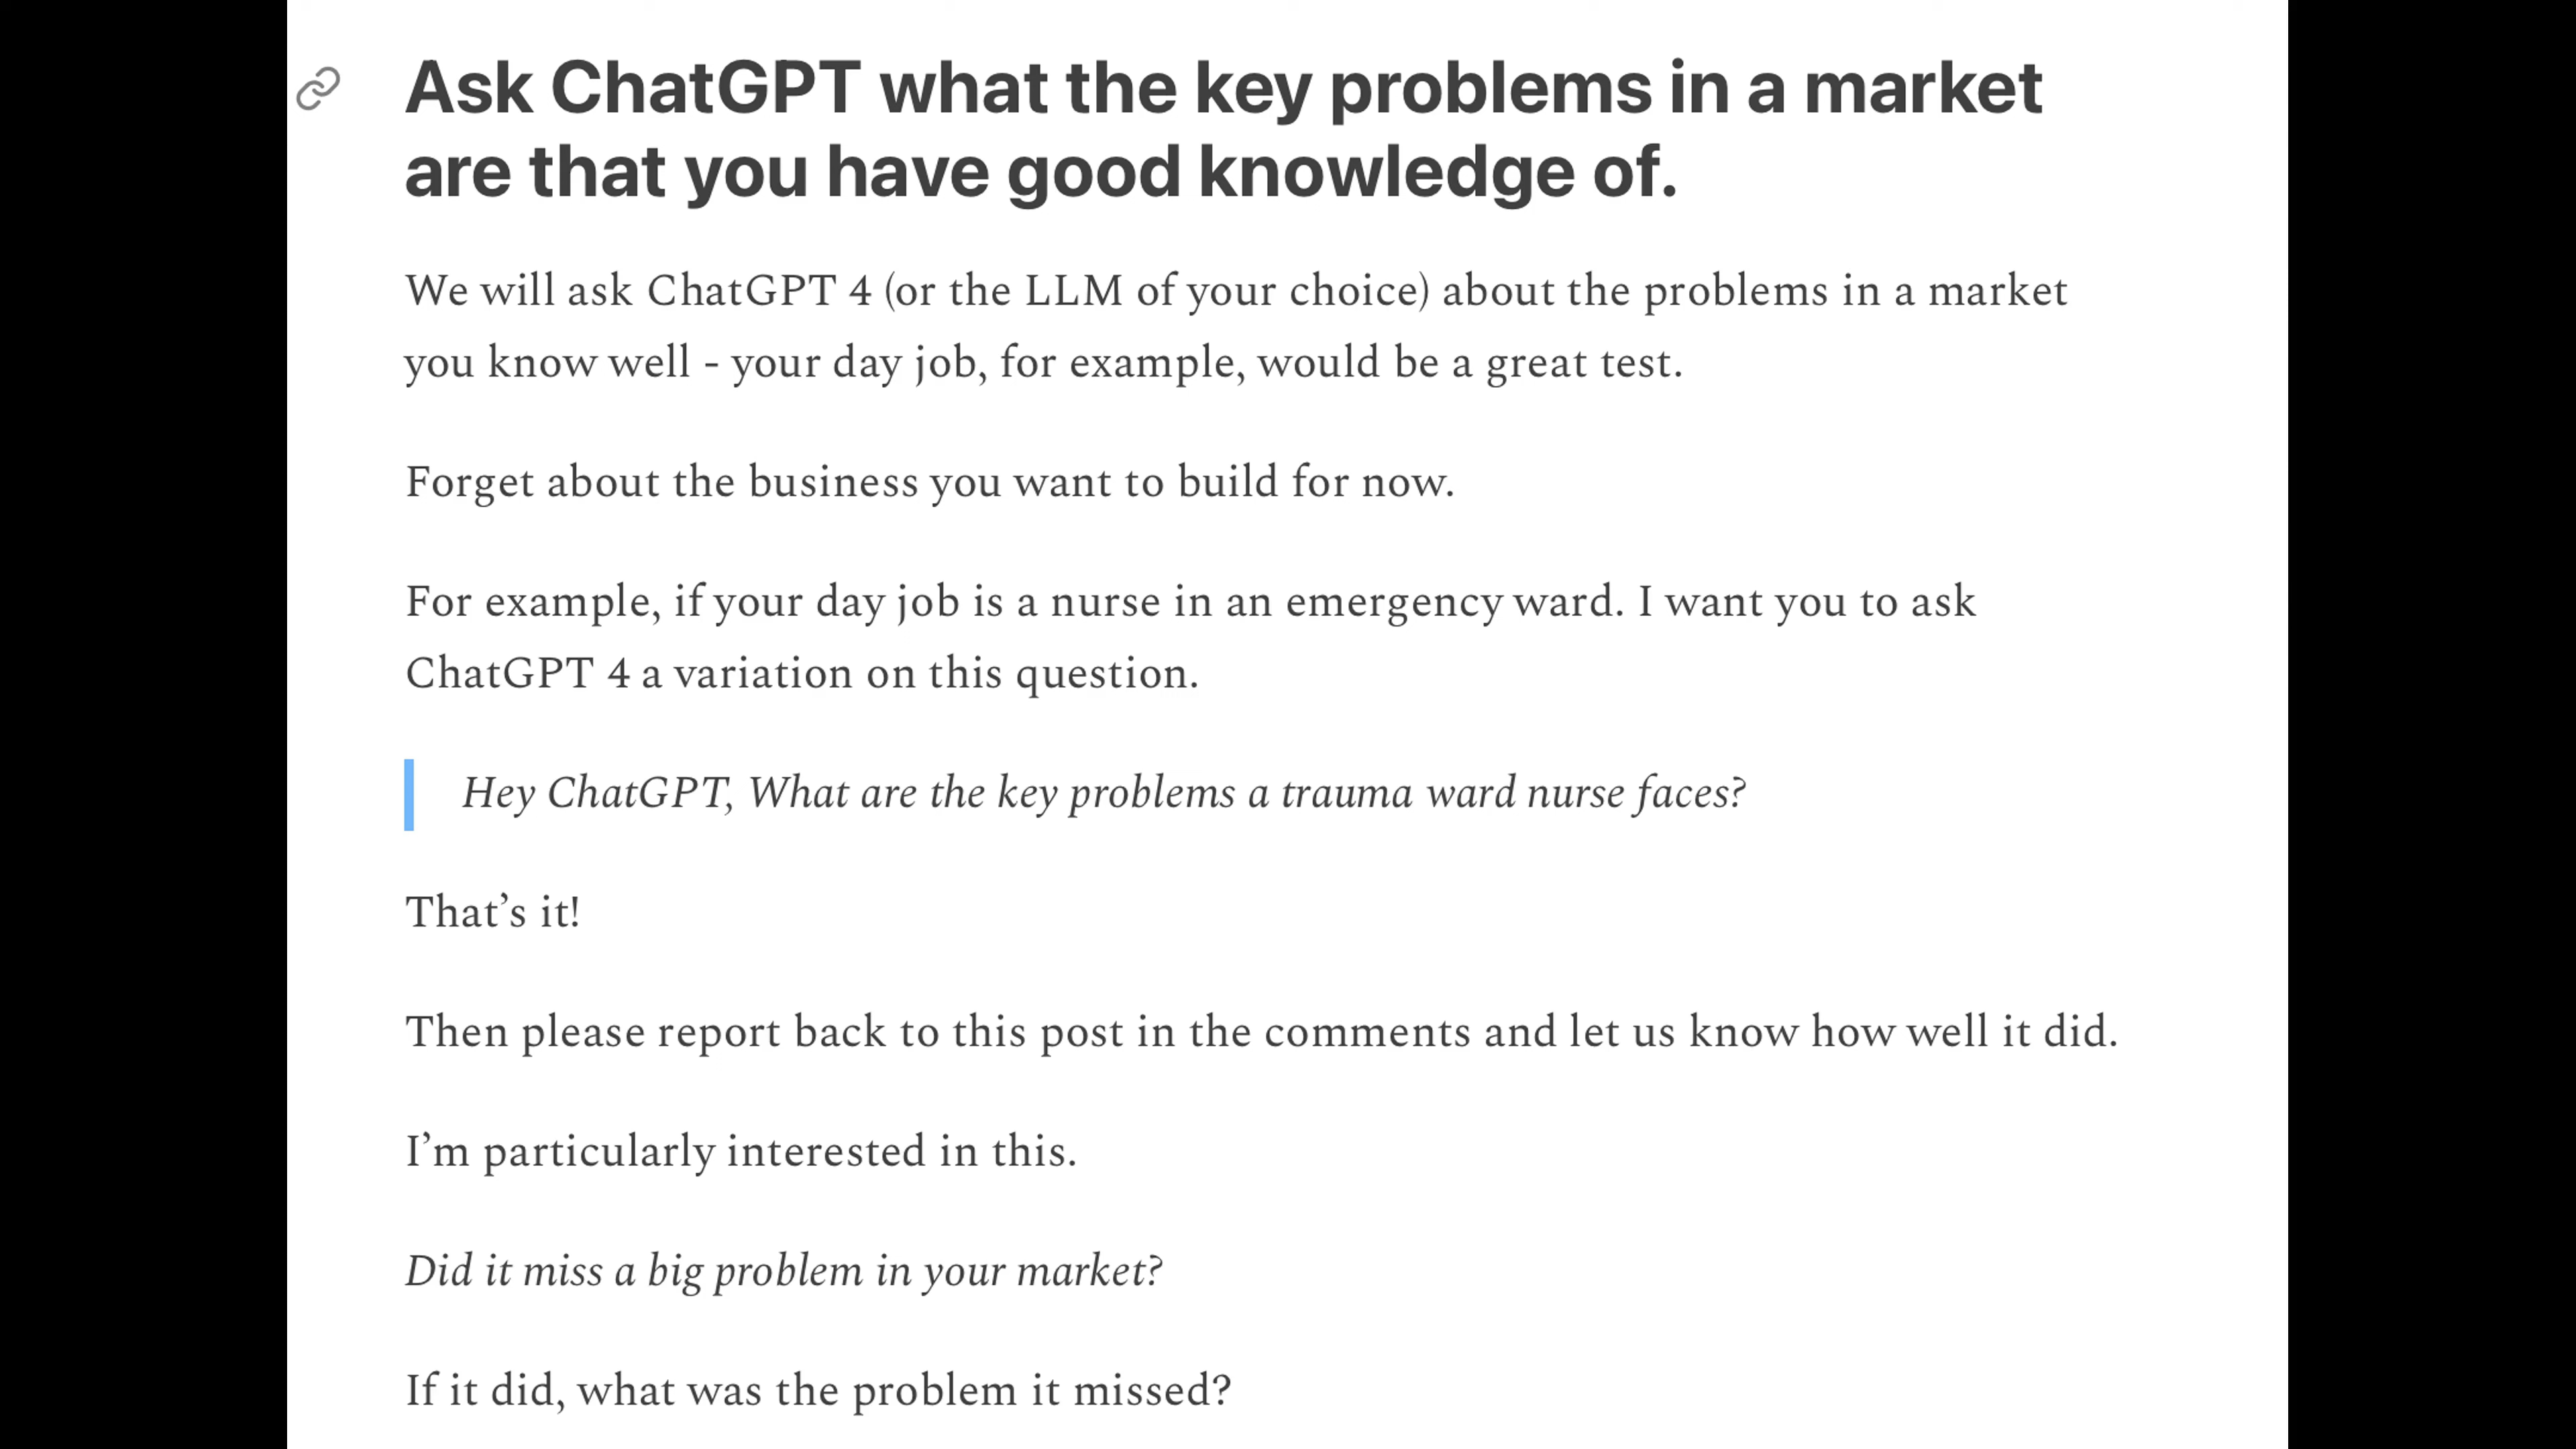 Ask ChatGPT what the key problems in a market
are that you have good knowledge of.
We will ask ChatGPT 4 (or the LLM of your choice) about the problems in a market
you know well - your day job, for example, would be a great test.
Forget about the business you want to build for now.
For example, if your day job is a nurse in an emergency ward. I want you to ask
ChatGPT 4 a variation on this question.
Hey ChatGPT, What are the key problems a trauma ward nurse faces?
That’s it!
Then please report back to this post in the comments and let us know how well it did.
I’m particularly interested in this.
Did it miss a big problem in your market?
If it did, what was the problem it missed?